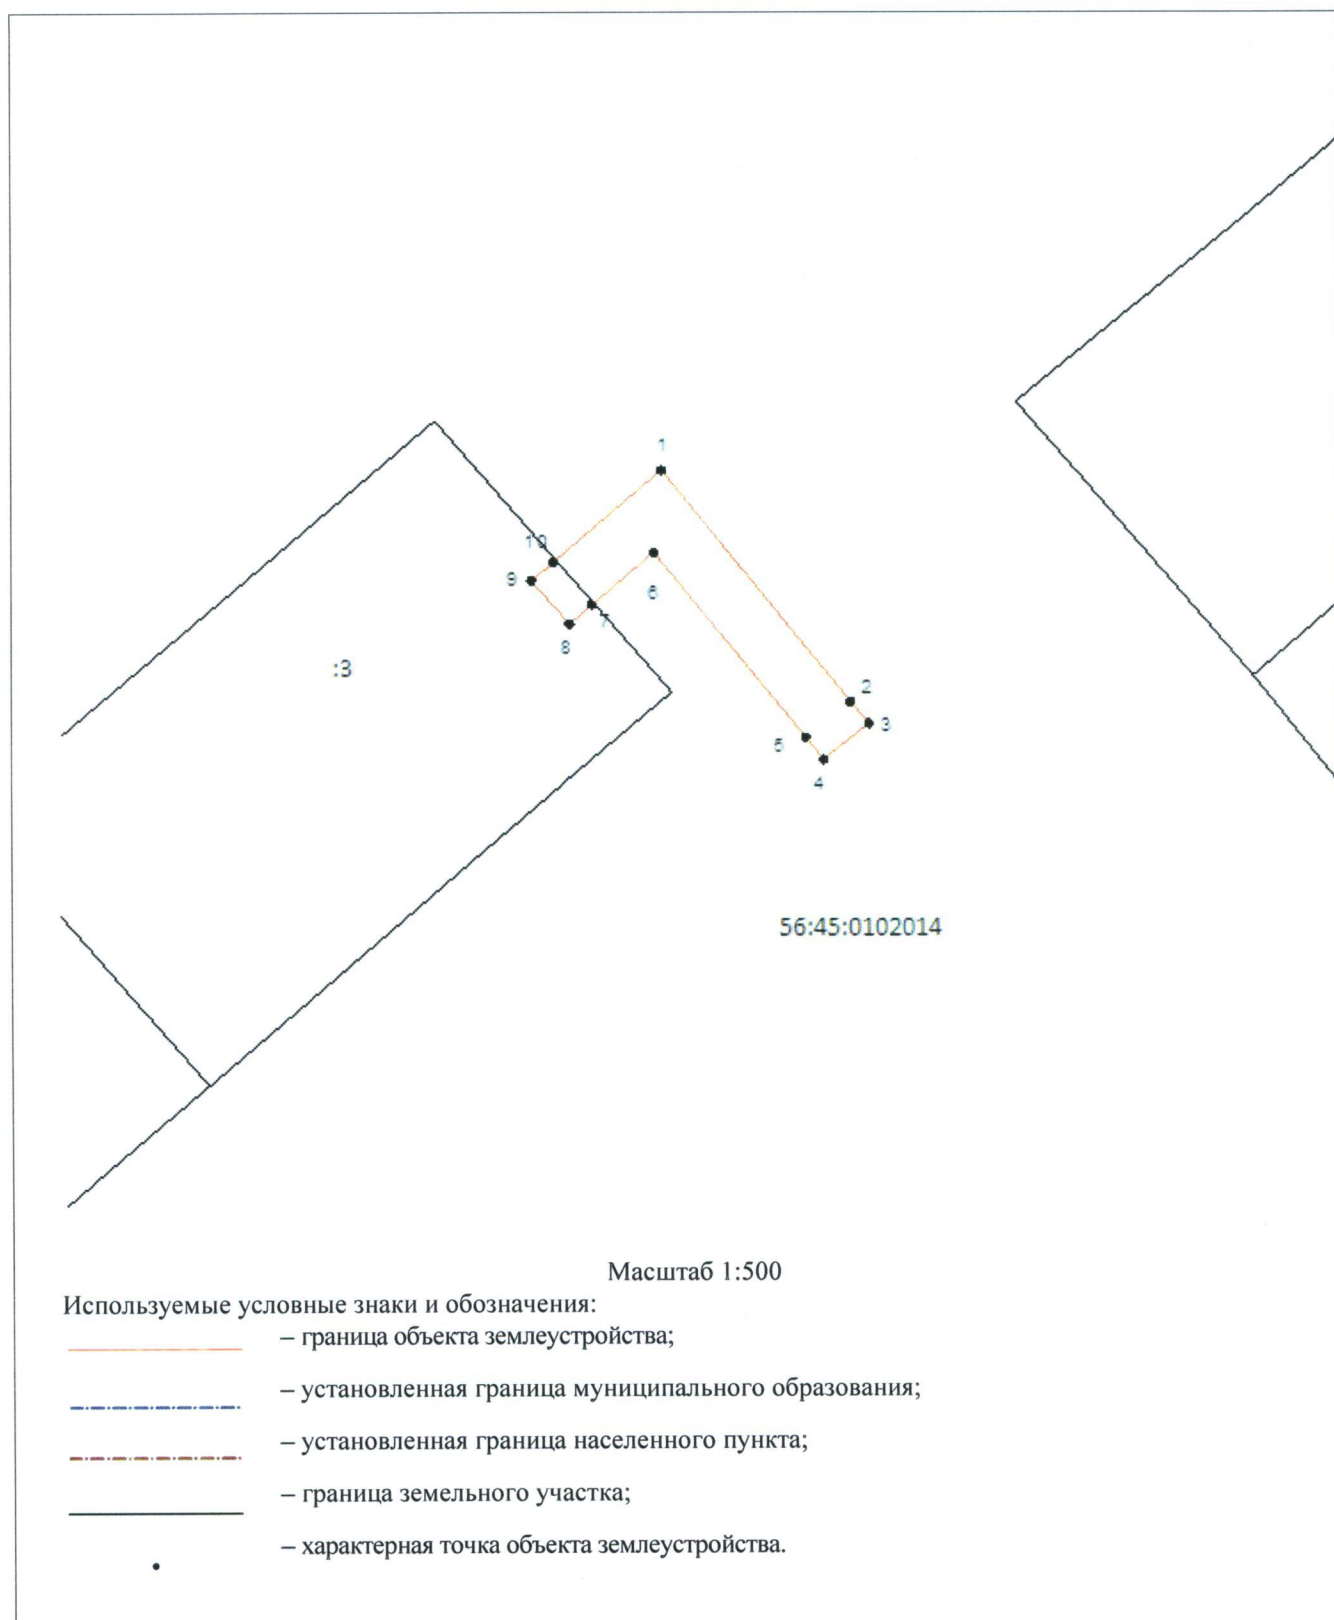 1
10
9
6
7
8
:3
2
3
5
4
56:45:0102014
Масштаб 1:500
Используемые условные знаки и обозначения:
– граница объекта землеустройства;
– установленная граница муниципального образования;
– установленная граница населенного пункта;
– граница земельного участка;
– характерная точка объекта землеустройства.